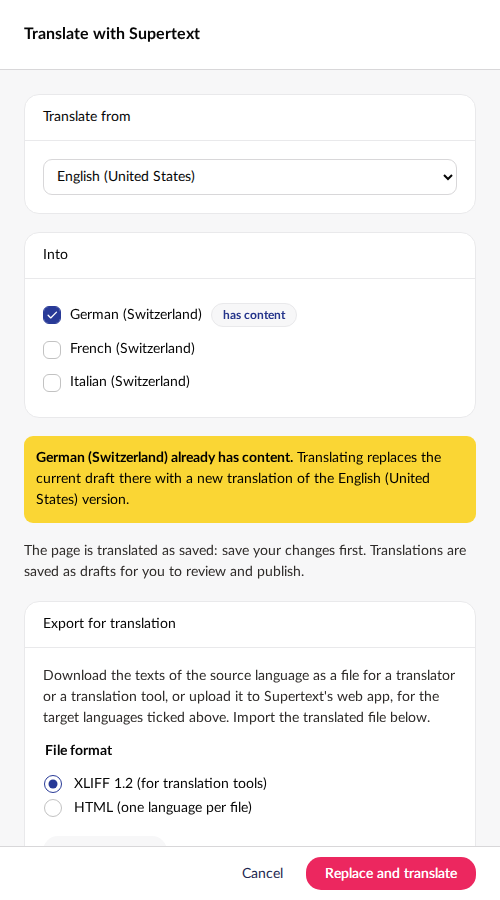 Translate with Supertext
Translate from
English (United States)
Into
German (Switzerland) has content
French (Switzerland)
Italian (Switzerland)
German (Switzerland) already has content. Translating replaces the
current draft there with a new translation of the English (United
States) version.
The page is translated as saved: save your changes first. Translations are
saved as drafts for you to review and publish.
Export for translation
Download the texts of the source language as a file for a translator
or a translation tool, or upload it to Supertext's web app, for the
target languages ticked above. Import the translated file below.
File format
XLIFF 1.2 (for translation tools)
HTML (one language per file)
Cancel Replace and translate